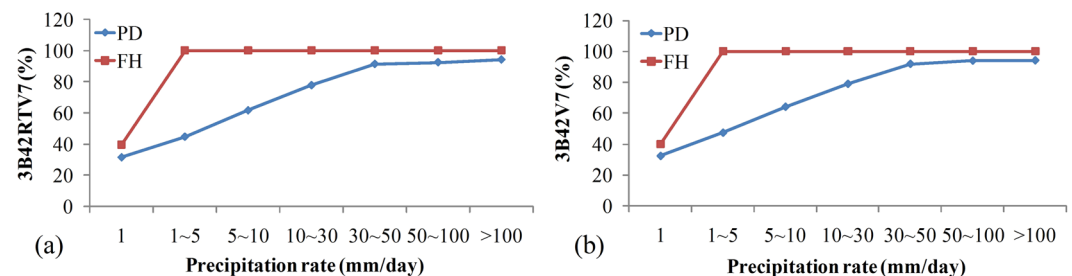 120
100
80
60
40
20
0
3B42RTV7(%)
PD
FH
1 1~5 5~10 10~30 30~50 50~100 >100
Precipitation rate (mm/day)
(a)
120
100
80
60
40
20
0
3B42V7(%)
PD
FH
1 1~5 5~10 10~30 30~50 50~100 >100
Precipitation rate (mm/day)
(b)